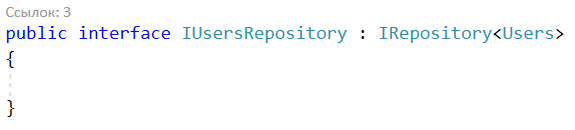 Ссылок: 3
public interface IUsersRepository : IRepository<Users>
{
}